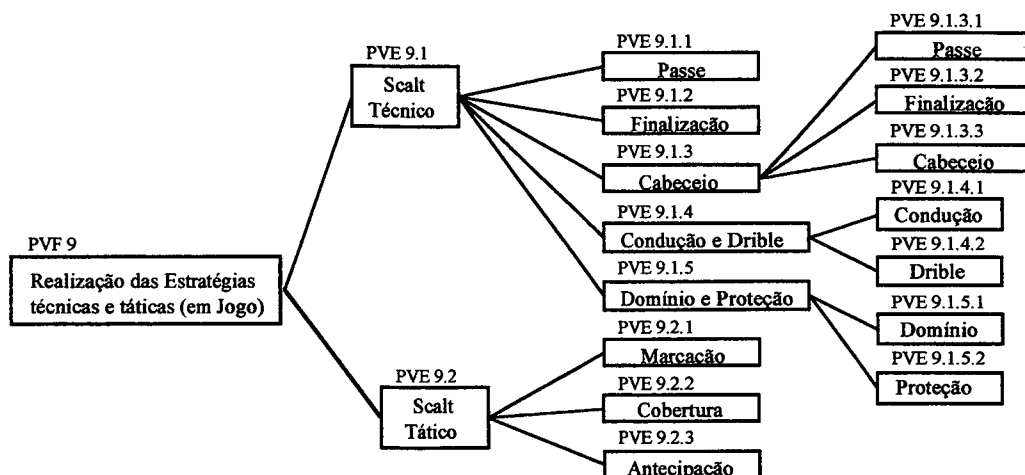 PVF 9
Realização das Estratégias
técnicas e táticas (em Jogo)
PVE 9.1
Scalt
Técnico
PVE 9.2
Scalt
Tático
PVE 9.1.1
Passe
PVE 9.1.2
Finalização
PVE 9.1.3
Cabeceio
PVE 9.1.4
Condução e Drible
PVE 9.1.5
Domínio e Proteção
PVE 9.2.1
Marcação
PVE 9.2.2
Cobertura
PVE 9.2.3
Antecipação
PVE 9.1.3.1
Passe
PVE 9.1.3.2
Finalização
PVE 9.1.3.3
Cabeceio
PVE 9.1.4.1
Condução
PVE 9.1.4.2
Drible
PVE 9.1.5.1
Domínio
PVE 9.1.5.2
Proteção